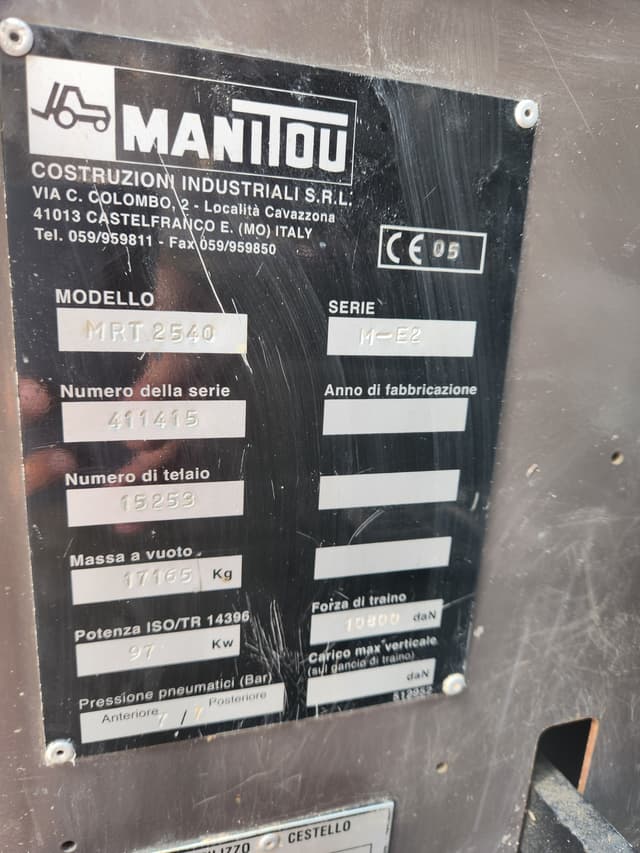 MANITOU
COSTRUZIONI INDUSTRIALI S.R.L.
VIA C. COLOMBO, 2 - Località Cavazzona
41013 CASTELFRANCO E. (MO) ITALY
Tel. 059/959811 - Fax 059/959850
CE 05
MODELLO
MRT 2540
SERIE
M-E2
Numero della serie
411415
Anno di fabbricazione
Numero di telaio
15253
Massa a vuoto
17165 Kg
Forza di traino
10800 daN
Potenza ISO/TR 14396
97 Kw
Carico max verticale
(sul gancio di traino)
daN
Pressione pneumatici (Bar)
Anteriore 7 / 7 Posteriore
512952
CESTELLO